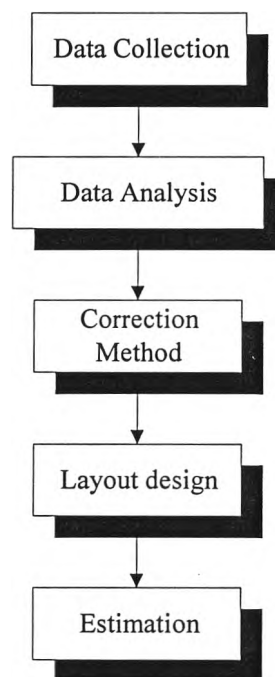 Data Collection
Data Analysis
Correction
Method
Layout design
Estimation